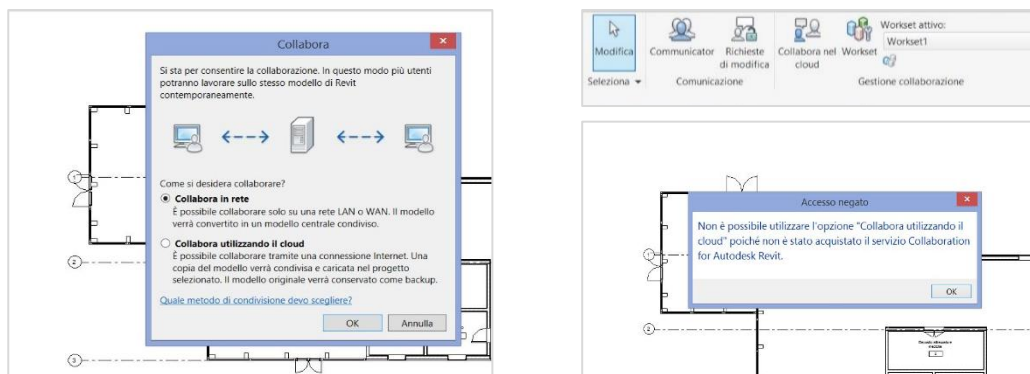 Collabora
Si sta per consentire la collaborazione. In questo modo più utenti
potranno lavorare sullo stesso modello di Revit
contemporaneamente.
Come si desidera collaborare?
Collabora in rete
È possibile collaborare solo su una rete LAN o WAN. Il modello
verrà convertito in un modello centrale condiviso.
Collabora utilizzando il cloud
È possibile collaborare tramite una connessione Internet. Una
copia del modello verrà condivisa e caricata nel progetto
selezionato. Il modello originale verrà conservato come backup.
Quale metodo di condivisione devo scegliere?
OK
Annulla
1
2
3
Modifica
Communicator
Richieste
di modifica
Collabora nel
cloud
Workset
Workset attivo:
Workset1
Seleziona
Comunicazione
Gestione collaborazione
Accesso negato
Non è possibile utilizzare l'opzione "Collabora utilizzando il
cloud" poiché non è stato acquistato il servizio Collaboration
for Autodesk Revit.
OK
1
2